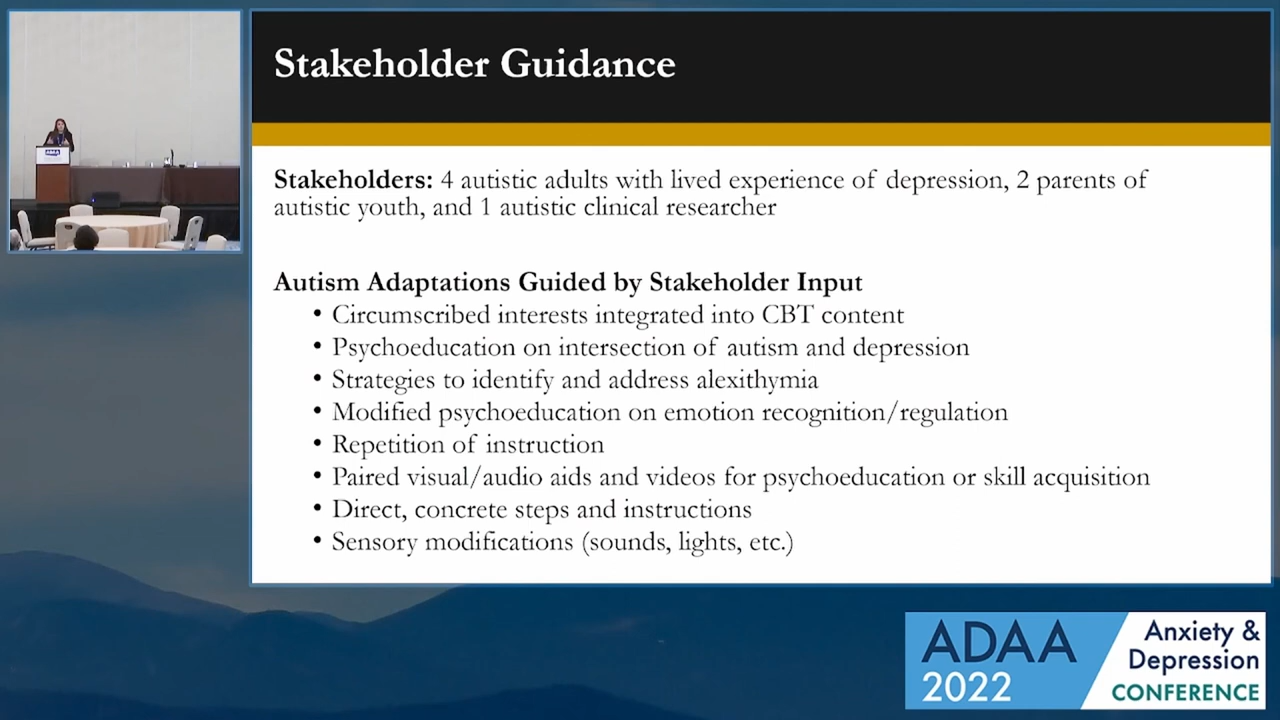 Stakeholder Guidance
Stakeholders: 4 autistic adults with lived experience of depression, 2 parents of
autistic youth, and 1 autistic clinical researcher
Autism Adaptations Guided by Stakeholder Input
• Circumscribed interests integrated into CBT content
• Psychoeducation on intersection of autism and depression
• Strategies to identify and address alexithymia
• Modified psychoeducation on emotion recognition/regulation
• Repetition of instruction
• Paired visual/audio aids and videos for psychoeducation or skill acquisition
• Direct, concrete steps and instructions
• Sensory modifications (sounds, lights, etc.)
ADAA
2022
Anxiety &
Depression
CONFERENCE
ADAA